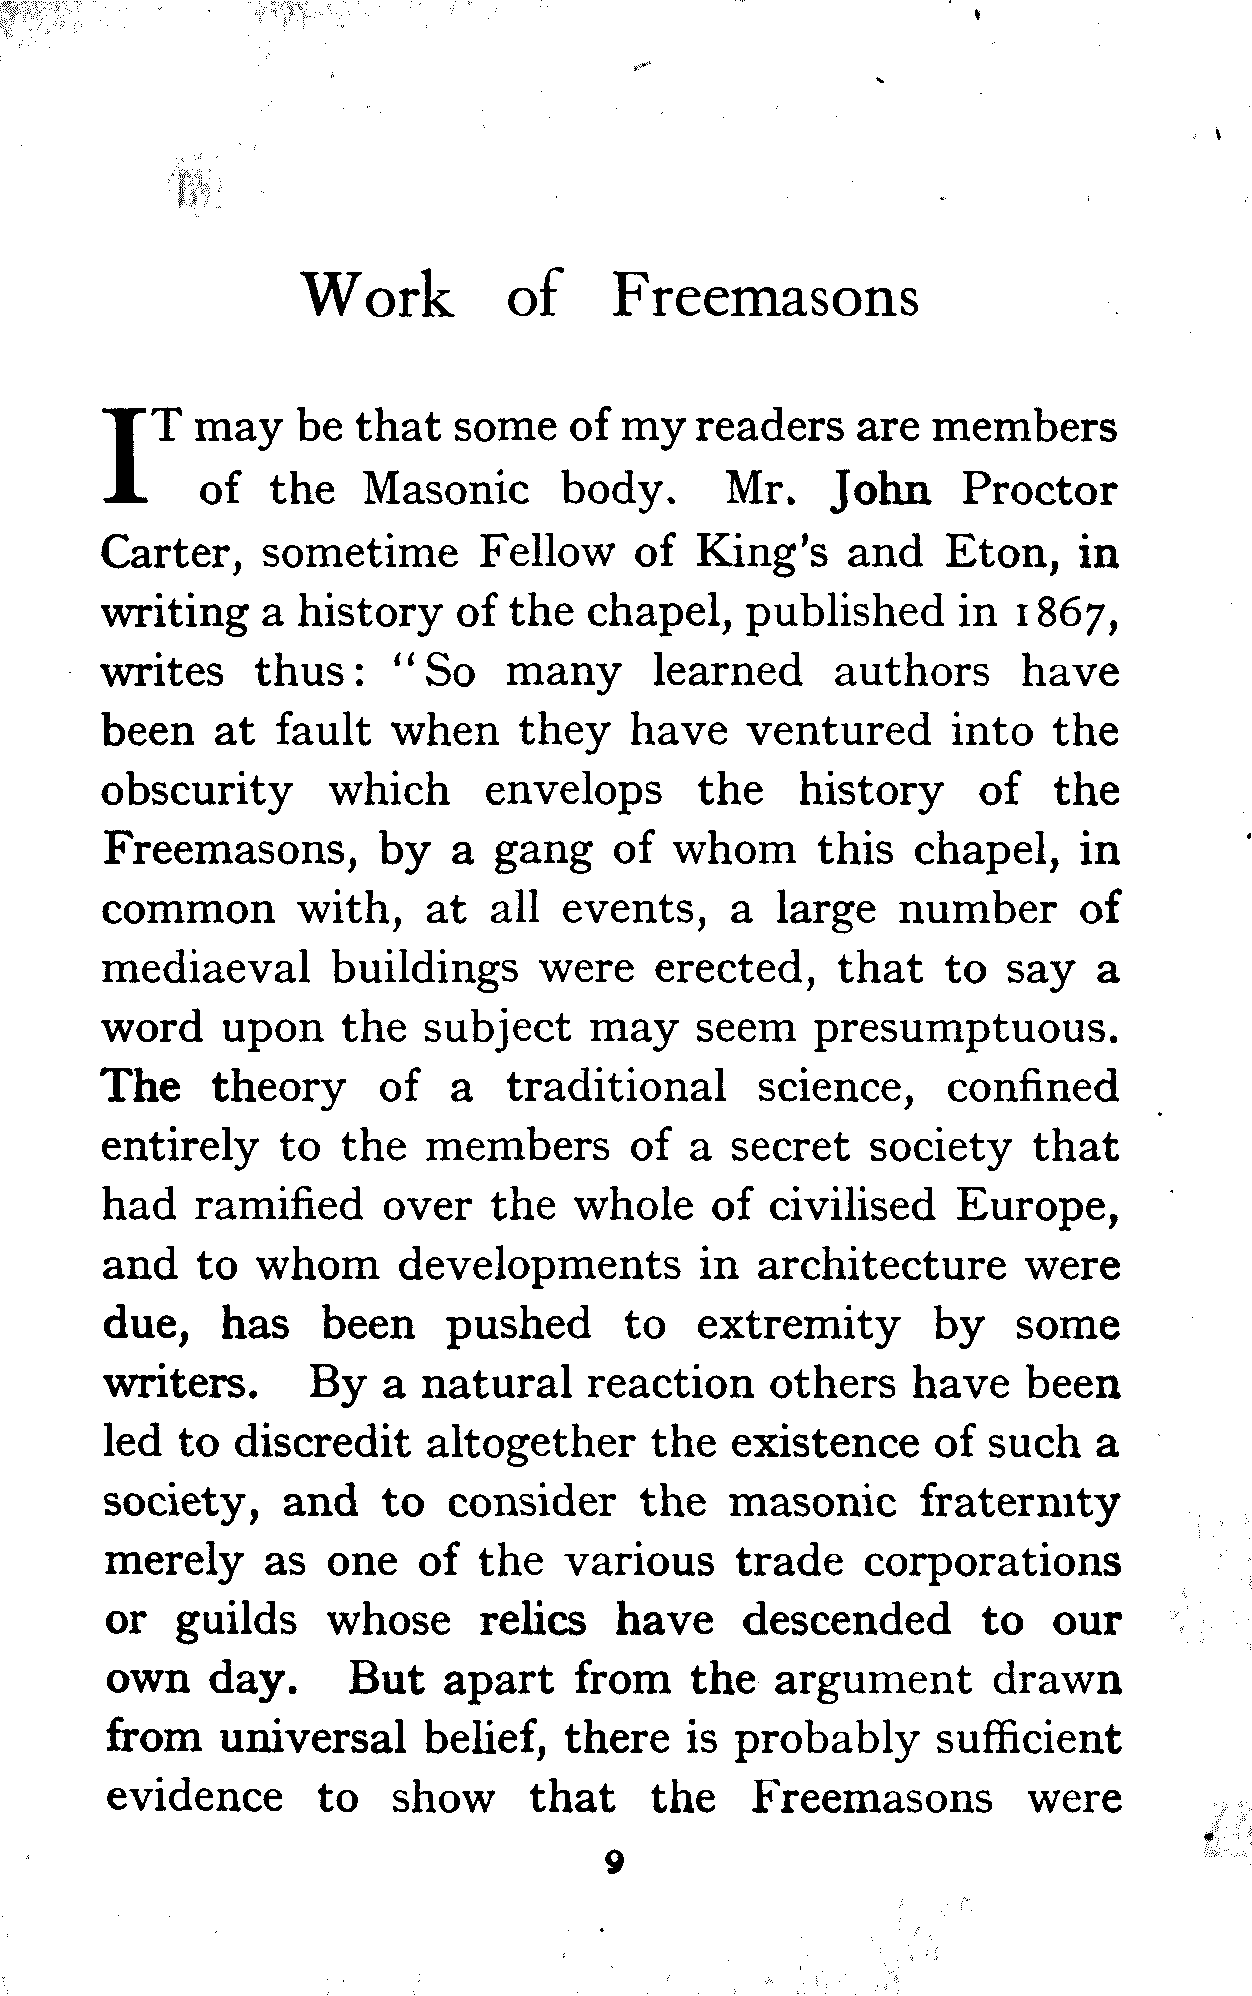 Work of Freemasons
IT may be that some of my readers are members
of the Masonic body. Mr. John Proctor
Carter, sometime Fellow of King's and Eton, in
writing a history of the chapel, published in 1867,
writes thus: "So many learned authors have
been at fault when they have ventured into the
obscurity which envelops the history of the
Freemasons, by a gang of whom this chapel, in
common with, at all events, a large number of
mediaeval buildings were erected, that to say a
word upon the subject may seem presumptuous.
The theory of a traditional science, confined
entirely to the members of a secret society that
had ramified over the whole of civilised Europe,
and to whom developments in architecture were
due, has been pushed to extremity by some
writers. By a natural reaction others have been
led to discredit altogether the existence of such a
society, and to consider the masonic fraternity
merely as one of the various trade corporations
or guilds whose relics have descended to our
own day. But apart from the argument drawn
from universal belief, there is probably sufficient
evidence to show that the Freemasons were
9